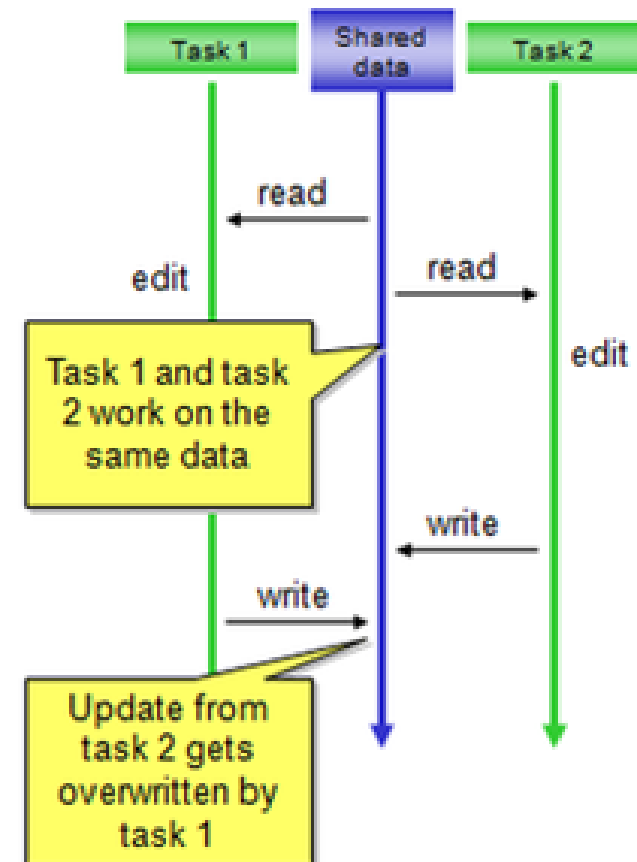 Task 1
Shared
data
Task 2
read
read
edit
edit
Task 1 and task
2 work on the
same data
write
write
Update from
task 2 gets
overwritten by
task 1